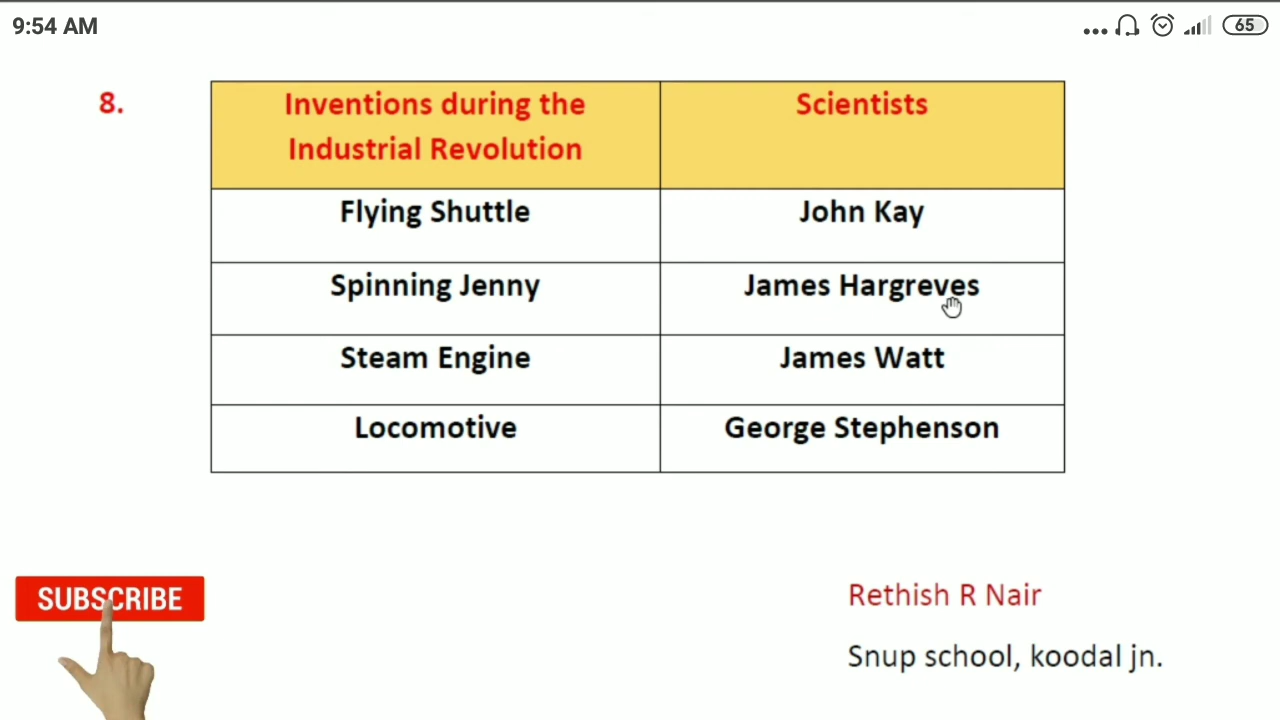 9:54 AM
65
8.
Inventions during the
Industrial Revolution
Scientists
Flying Shuttle
John Kay
Spinning Jenny
James Hargreves
Steam Engine
James Watt
Locomotive
George Stephenson
SUBSCRIBE
Rethish R Nair
Snup school, koodal jn.